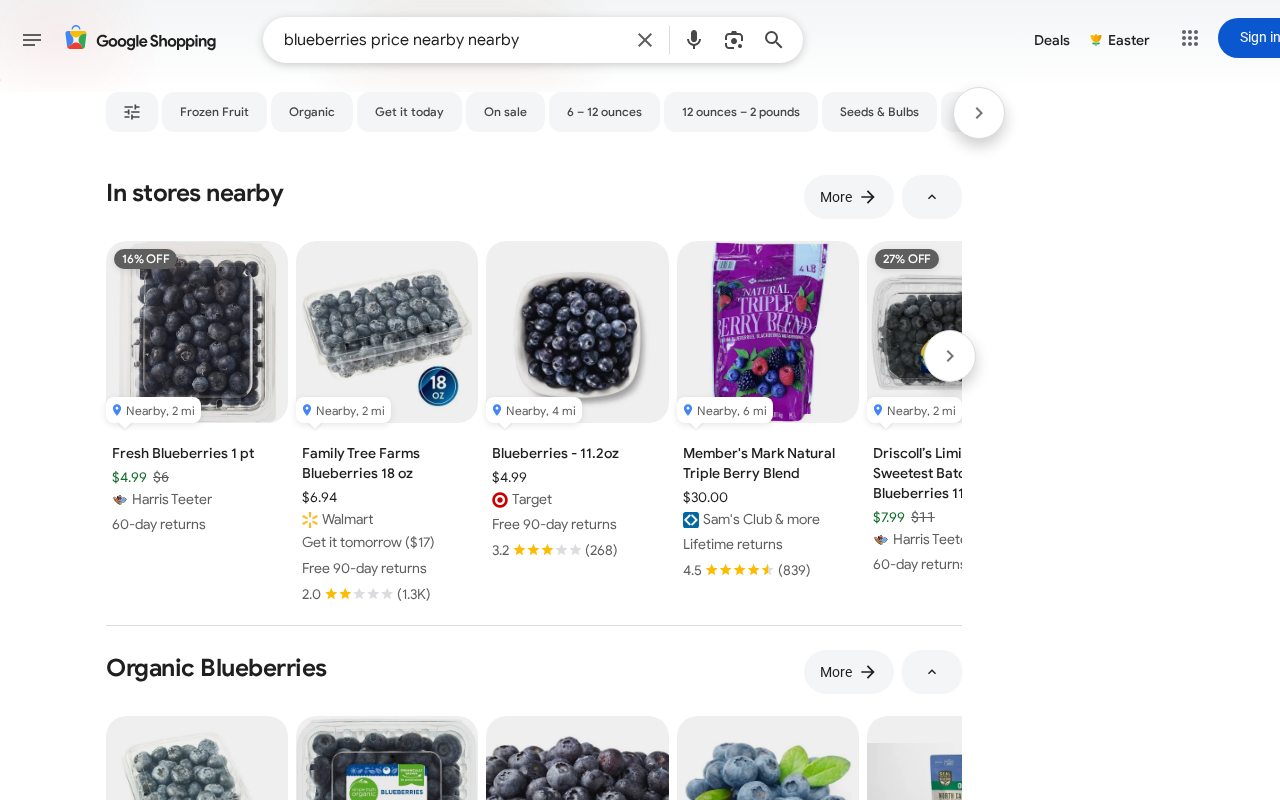 Google Shopping
blueberries price nearby nearby
Deals
Easter
Sign in
Frozen Fruit
Organic
Get it today
On sale
6 – 12 ounces
12 ounces – 2 pounds
Seeds & Bulbs
In stores nearby
More
16% OFF
Nearby, 2 mi
Fresh Blueberries 1 pt
$4.99 $6
Harris Teeter
60-day returns
18
OZ
Nearby, 2 mi
Family Tree Farms
Blueberries 18 oz
$6.94
Walmart
Get it tomorrow ($17)
Free 90-day returns
2.0 (1.3K)
Nearby, 4 mi
Blueberries - 11.2oz
$4.99
Target
Free 90-day returns
3.2 (268)
4 LB
NATURAL
TRIPLE
BERRY BLEND
Nearby, 6 mi
Member's Mark Natural
Triple Berry Blend
$30.00
Sam's Club & more
Lifetime returns
4.5 (839)
27% OFF
Nearby, 2 mi
Driscoll's Limi
Sweetest Batc
Blueberries 11
$7.99 $11
Harris Teete
60-day returns
Organic Blueberries
More
organic
BLUEBERRIES
NORTH CA